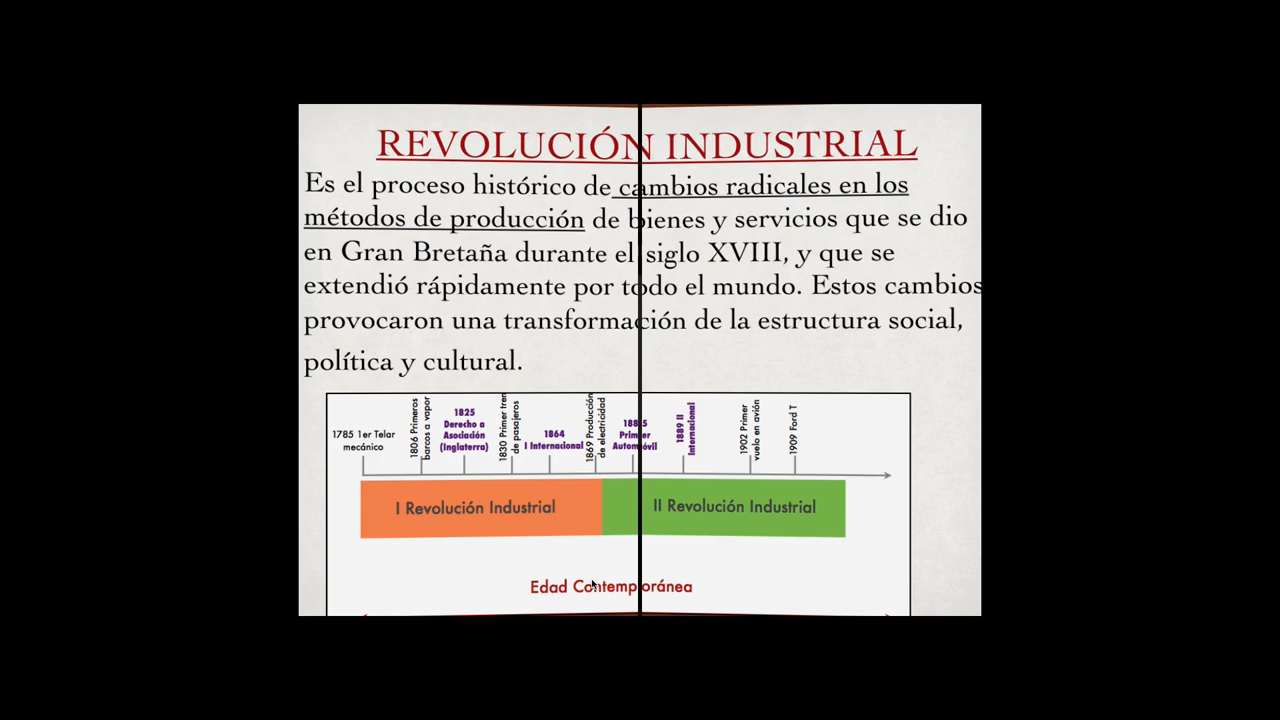 REVOLUCIÓN INDUSTRIAL
Es el proceso histórico de cambios radicales en los
métodos de producción de bienes y servicios que se dio
en Gran Bretaña durante el siglo XVIII, y que se
extendió rápidamente por todo el mundo. Estos cambios
provocaron una transformación de la estructura social,
política y cultural.
1785 1er Telar
mecánico
1806 Primeros
barcos a vapor
1825
Derecho a
Asociación
(Inglaterra)
1830 Primer tren
de pasajeros
1864
I Internacional
1869 Producción
de electricidad
1885
Primer
Automóvil
1889 II
Internacional
1902 Primer
vuelo en avión
1909 Ford T
I Revolución Industrial
II Revolución Industrial
Edad Contemporánea